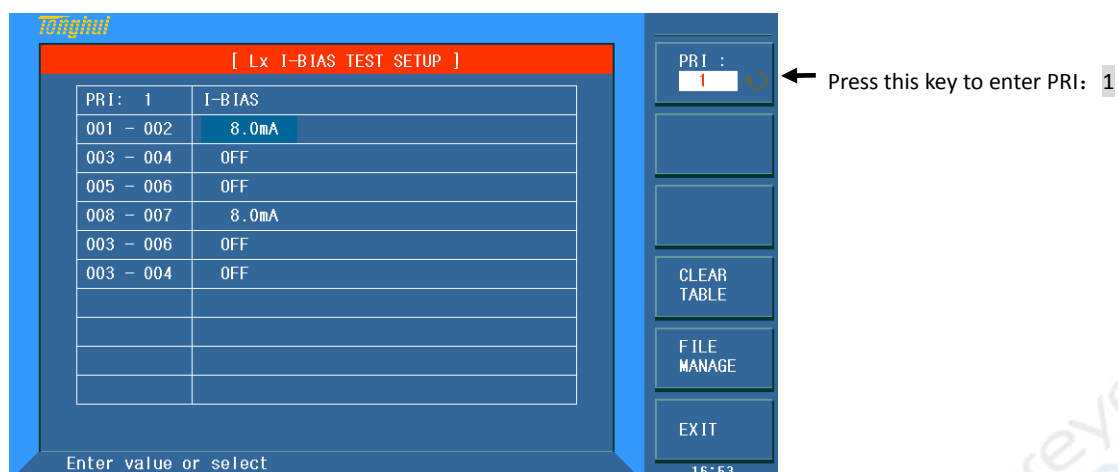 Tonghui
[ Lx I-BIAS TEST SETUP ]
PRI: 1 I-BIAS
001 - 002 8.0mA
003 - 004 OFF
005 - 006 OFF
008 - 007 8.0mA
003 - 006 OFF
003 - 004 OFF
Enter value or select
PRI :
1
CLEAR
TABLE
FILE
MANAGE
EXIT
16:53
Press this key to enter PRI: 1